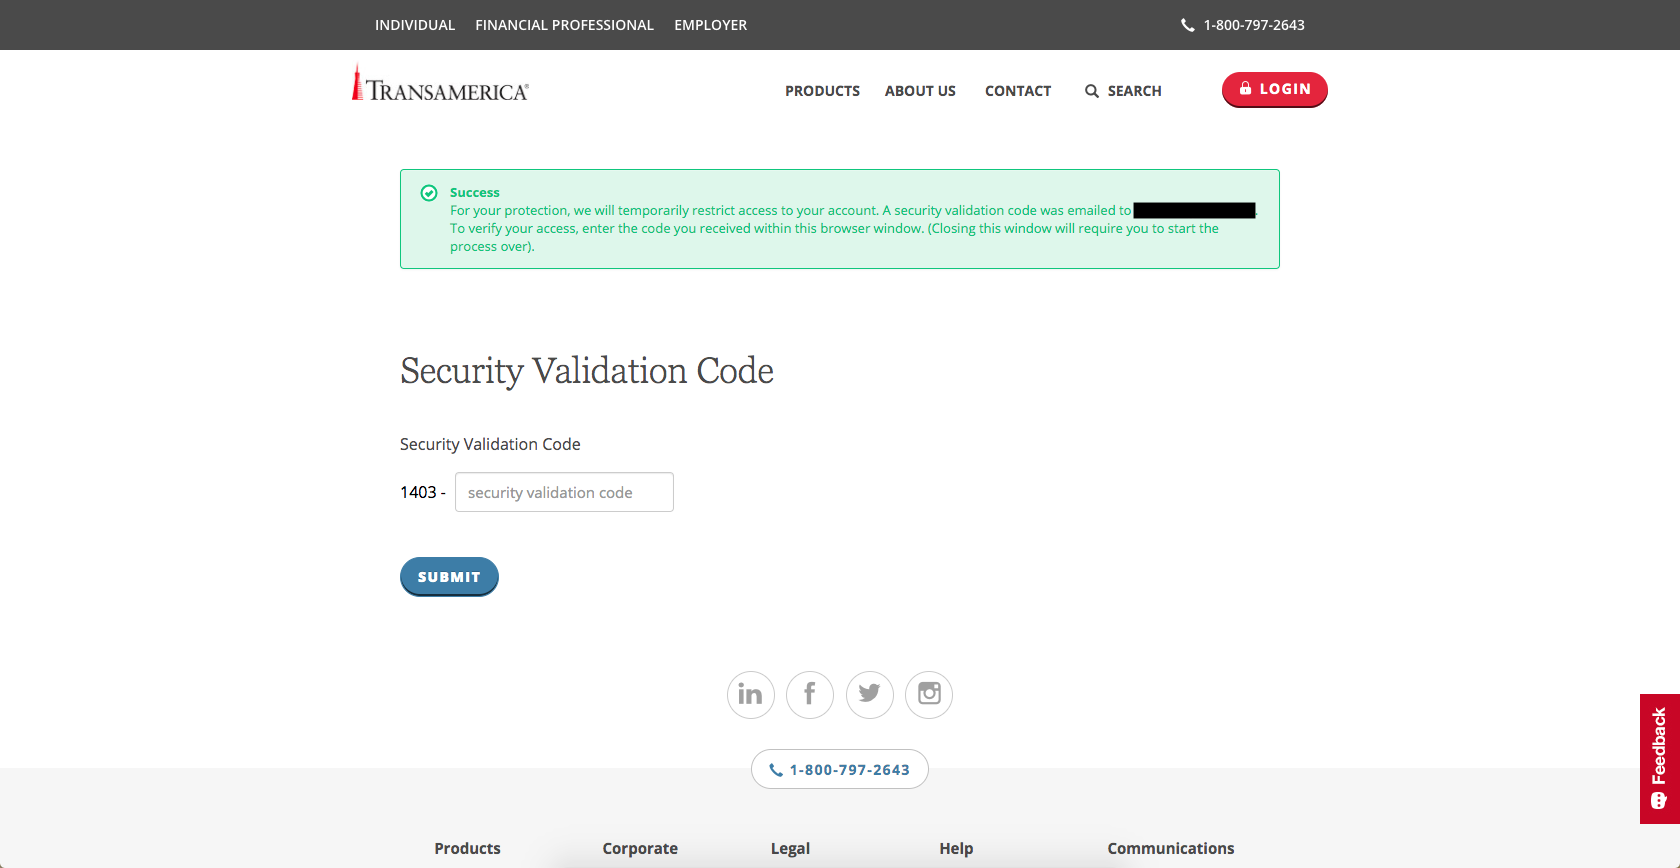 INDIVIDUAL FINANCIAL PROFESSIONAL EMPLOYER 1-800-797-2643
TRANSAMERICA® PRODUCTS ABOUT US CONTACT SEARCH LOGIN
Success
For your protection, we will temporarily restrict access to your account. A security validation code was emailed to .
To verify your access, enter the code you received within this browser window. (Closing this window will require you to start the
process over).
Security Validation Code
Security Validation Code
1403 - security validation code
SUBMIT
in f
1-800-797-2643
Feedback
Products Corporate Legal Help Communications